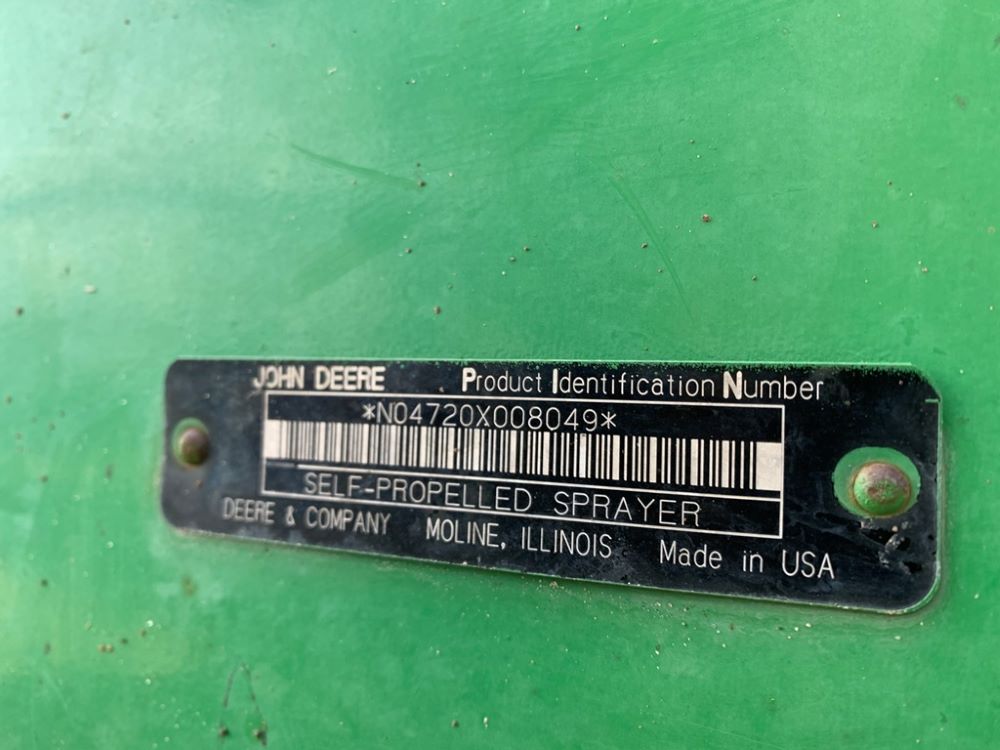 JOHN DEERE Product Identification Number
*N04720X008049*
SELF-PROPELLED SPRAYER
DEERE & COMPANY MOLINE, ILLINOIS Made in USA